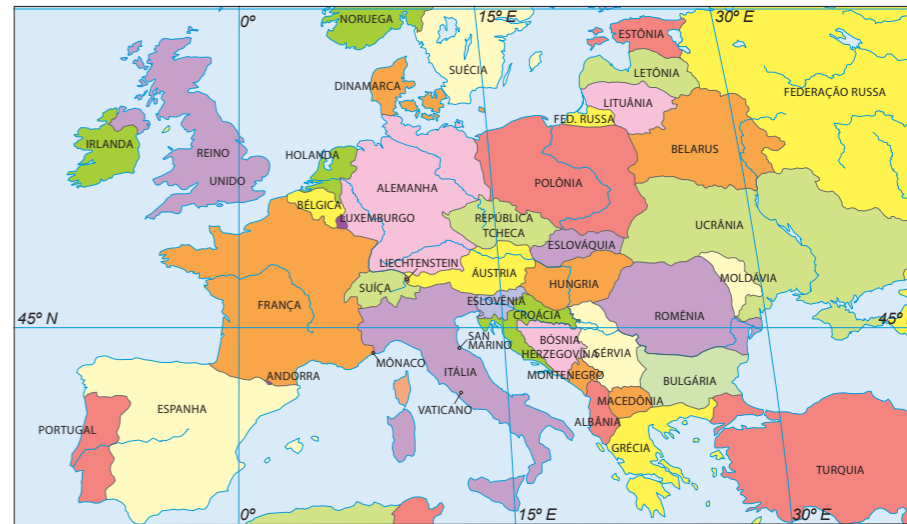 0º
15º E
30º E
NORUEGA
SUÉCIA
ESTÔNIA
LETÔNIA
FEDERAÇÃO RUSSA
DINAMARCA
LITUÂNIA
FED. RUSSA
IRLANDA
REINO
UNIDO
HOLANDA
BELARUS
ALEMANHA
POLÔNIA
BÉLGICA
LUXEMBURGO
REPÚBLICA
TCHECA
UCRÂNIA
ESLOVÁQUIA
LIECHTENSTEIN
ÁUSTRIA
MOLDÁVIA
SUÍÇA
HUNGRIA
FRANÇA
ESLOVÊNIA
CROÁCIA
ROMÊNIA
45º N
45º
SAN
MARINO
BÓSNIA
HERZEGOVINA
SÉRVIA
MÔNACO
ITÁLIA
MONTENEGRO
ANDORRA
BULGÁRIA
ESPANHA
VATICANO
MACEDÔNIA
PORTUGAL
ALBÂNIA
GRÉCIA
TURQUIA
0º
15º E
30º E